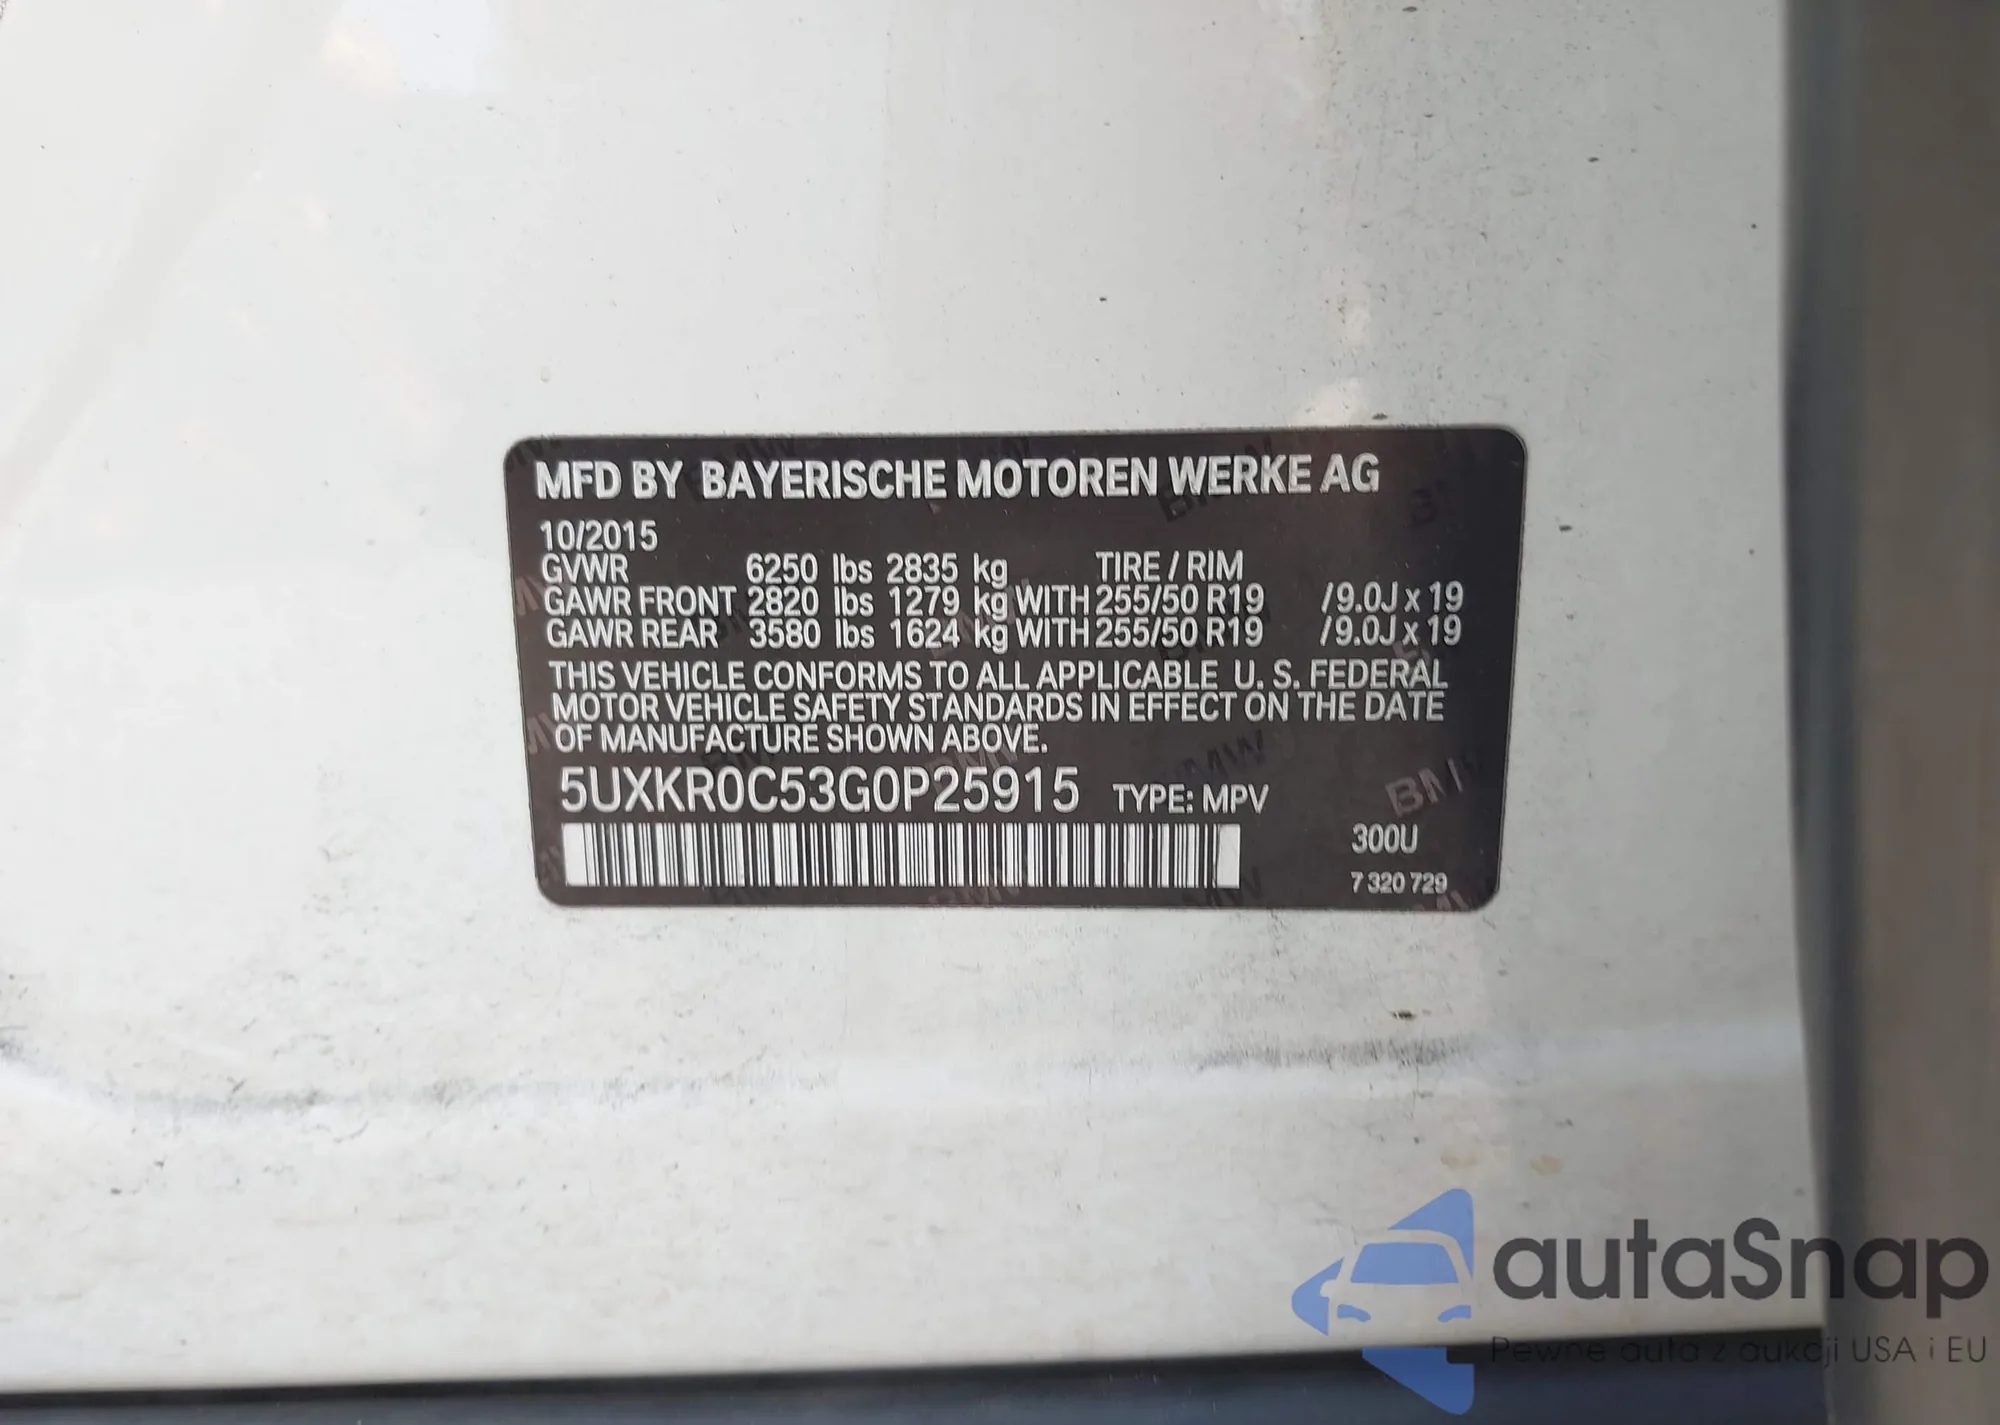 MFD BY BAYERISCHE MOTOREN WERKE AG
10/2015
GVWR 6250 lbs 2835 kg TIRE / RIM
GAWR FRONT 2820 lbs 1279 kg WITH 255/50 R19 /9.0J x 19
GAWR REAR 3580 lbs 1624 kg WITH 255/50 R19 /9.0J x 19
THIS VEHICLE CONFORMS TO ALL APPLICABLE U. S. FEDERAL
MOTOR VEHICLE SAFETY STANDARDS IN EFFECT ON THE DATE
OF MANUFACTURE SHOWN ABOVE.
5UXKR0C53G0P25915 TYPE: MPV
300U
7 320 729
autaSnap
Pewne auta z aukcji USA i EU